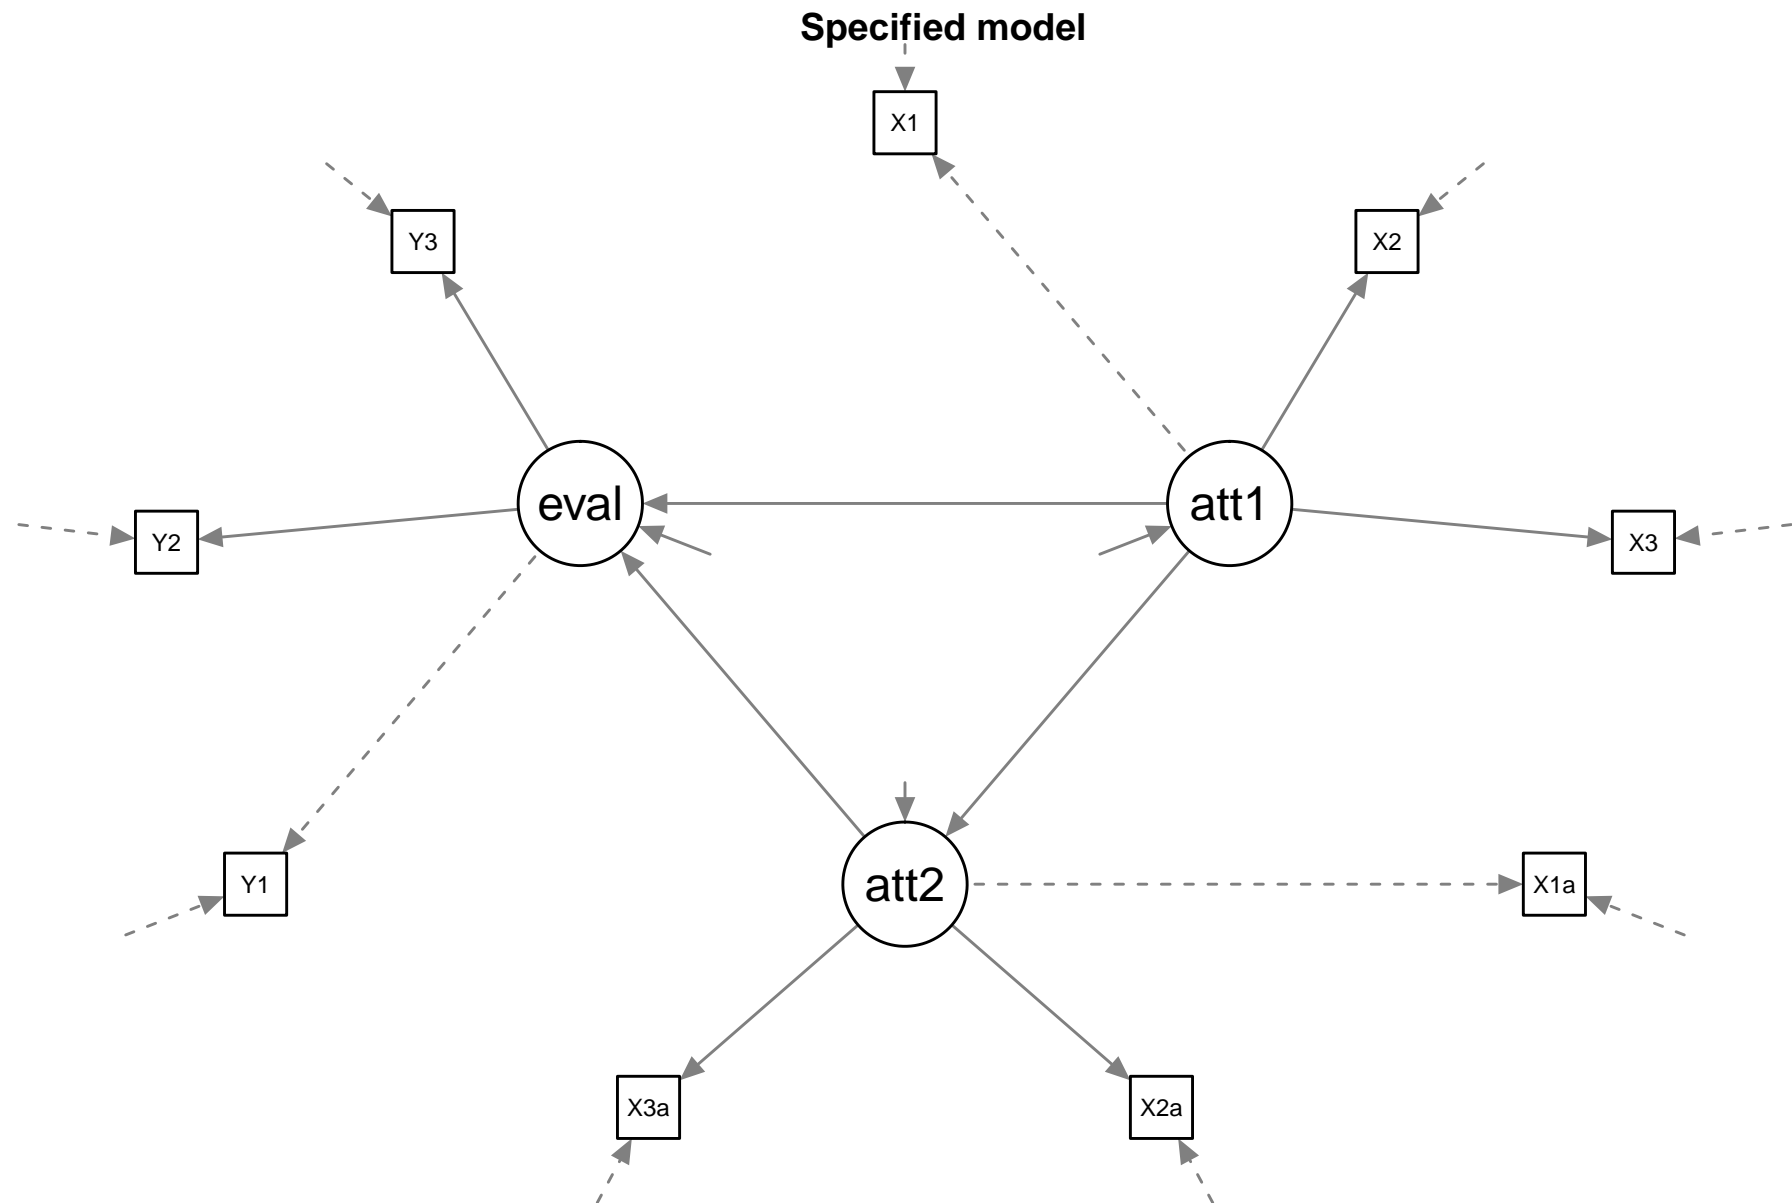 Specified model
X1
Y3
X2
eval
att1
Y2
X3
att2
Y1
X1a
X3a
X2a